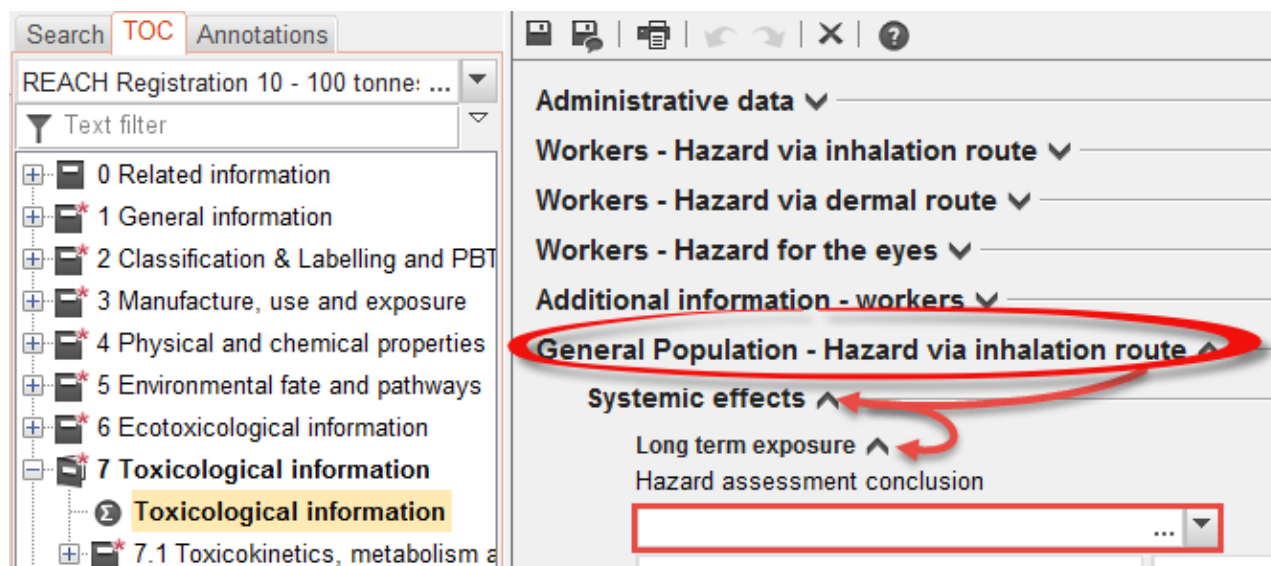 Search TOC Annotations
REACH Registration 10 - 100 tonne: ...
Text filter
0 Related information
1 General information
2 Classification & Labelling and PBT
3 Manufacture, use and exposure
4 Physical and chemical properties
5 Environmental fate and pathways
6 Ecotoxicological information
7 Toxicological information
Σ Toxicological information
7.1 Toxicokinetics, metabolism a
Administrative data
Workers - Hazard via inhalation route
Workers - Hazard via dermal route
Workers - Hazard for the eyes
Additional information - workers
General Population - Hazard via inhalation route
Systemic effects
Long term exposure
Hazard assessment conclusion
...